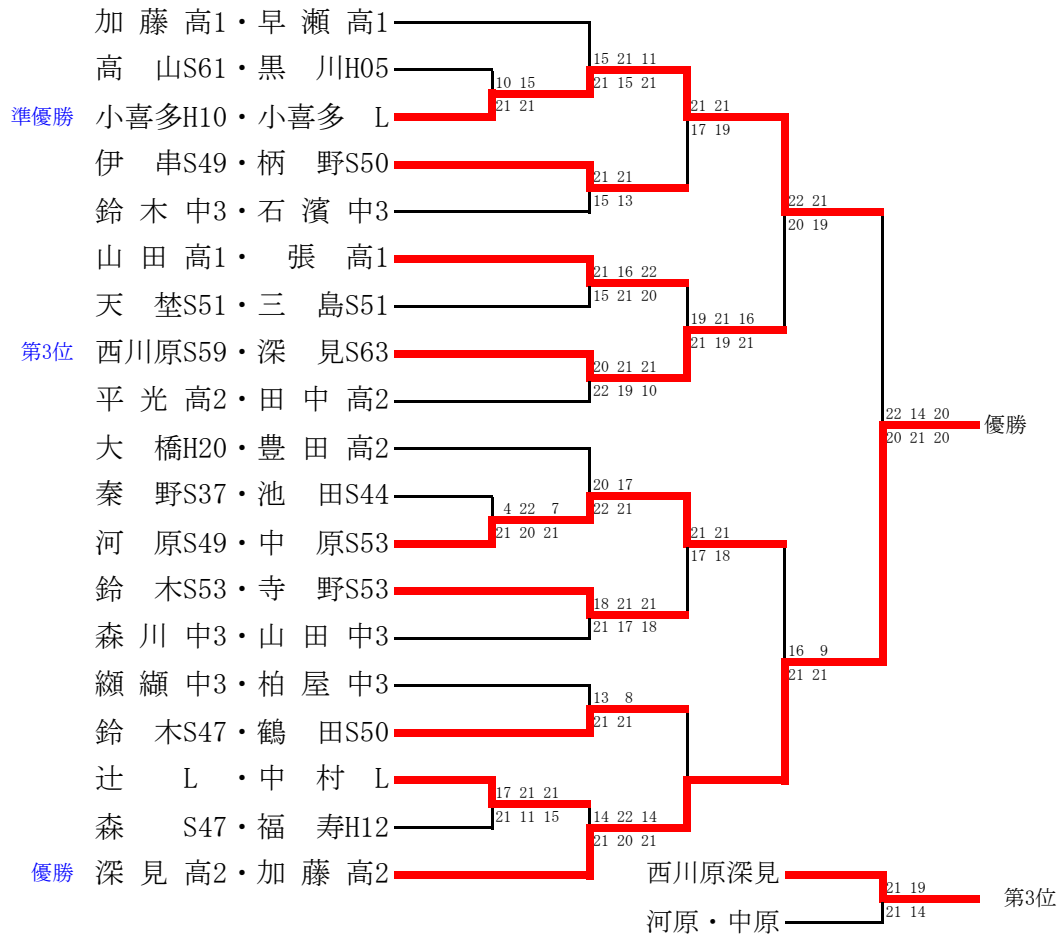 加 藤 高1・早 瀬 高1
15 21 11
高　山S61・黒　川H05
10 15
21 15 21
準優勝 小喜多H10・小喜多 L
21 21
21 21
17 19
伊　串S49・柄　野S50
21 21
15 13
鈴 木 中3・石 濱 中3
22 21
20 19
山 田 高1・ 張 高1
21 16 22
15 21 20
天　埜S51・三　島S51
19 21 16
21 19 21
第3位 西川原S59・深　見S63
20 21 21
22 19 10
平 光 高2・田 中 高2
22 14 20
20 21 20
優勝
大　橋H20・豊 田 高2
秦　野S37・池　田S44
20 17
22 21
4 22 7
21 20 21
河　原S49・中　原S53
21 21
17 18
鈴　木S53・寺　野S53
18 21 21
21 17 18
森 川 中3・山 田 中3
16 9
21 21
纐 纈 中3・柏 屋 中3
13 8
21 21
鈴　木S47・鶴　田S50
辻　 L ・中 村 L
17 21 21
21 11 15
森　 S47・福　寿H12
14 22 14
21 20 21
優勝 深 見 高2・加 藤 高2
西川原深見
21 19
21 14
第3位
河原・中原